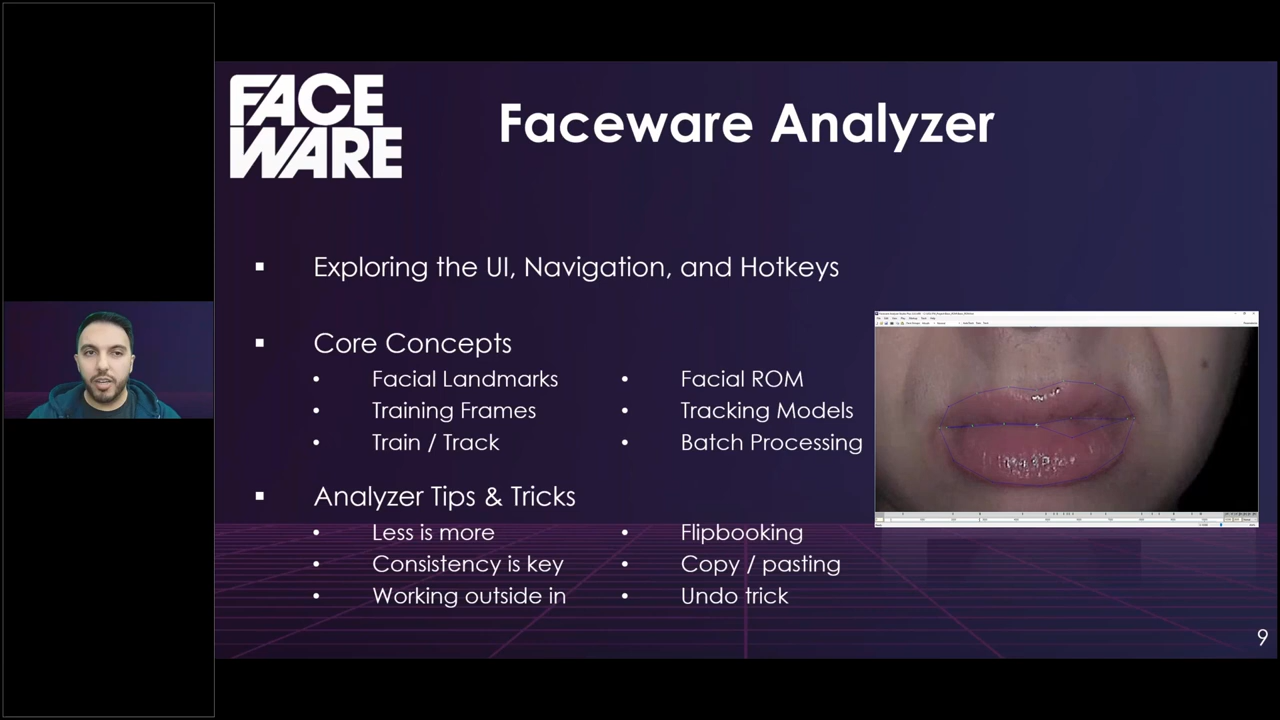 FACE
WARE
Faceware Analyzer
Exploring the UI, Navigation, and Hotkeys
Core Concepts
Facial Landmarks
Training Frames
Train / Track
Facial ROM
Tracking Models
Batch Processing
Analyzer Tips & Tricks
Less is more
Consistency is key
Working outside in
Flipbooking
Copy / pasting
Undo trick
9